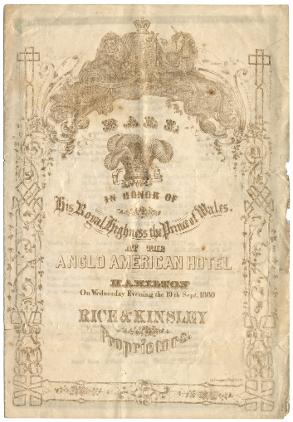 BALL
IN HONOR OF
His Royal Highness the Prince of Wales.
AT THE
ANGLO AMERICAN HOTEL
HAMILTON
On Wednesday Evening the 19th Sept. 1860
RICE & KINSLEY
Proprietors.